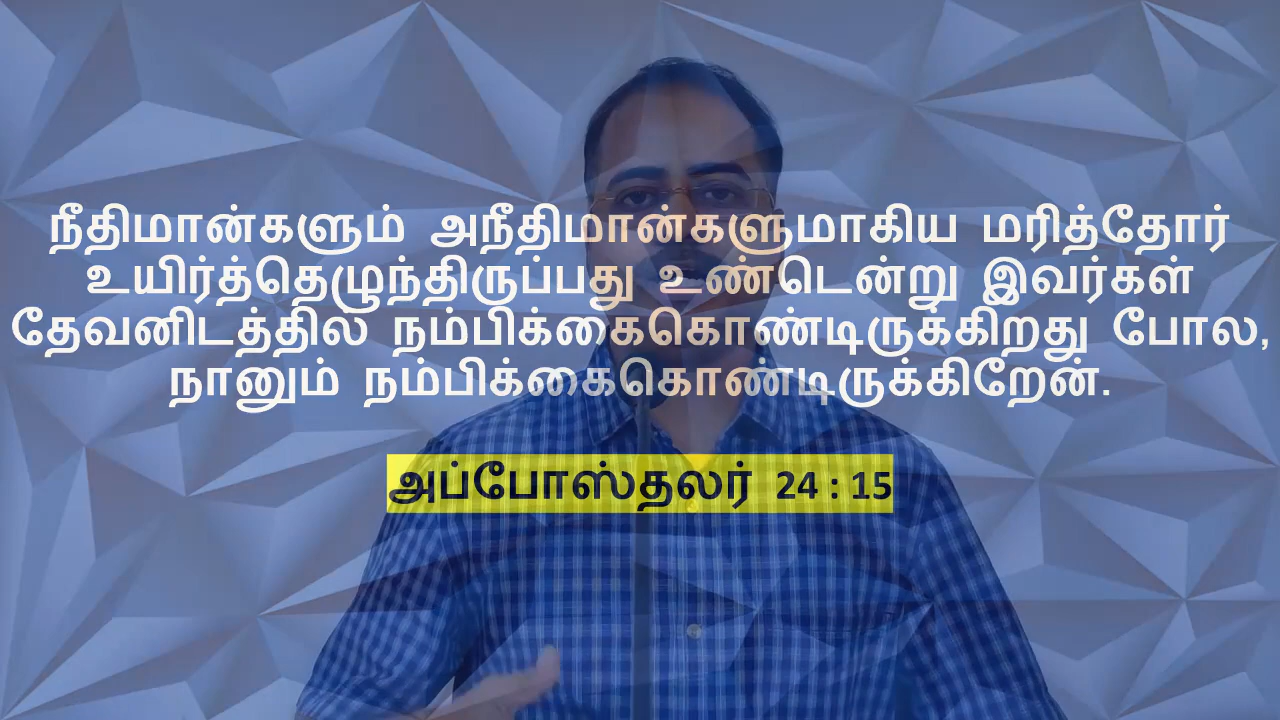 நீதிமான்களும் அநீதிமான்களுமாகிய மரித்தோர்
உயிர்த்தெழுந்திருப்பது உண்டென்று இவர்கள்
தேவனிடத்தில் நம்பிக்கைகொண்டிருக்கிறது போல,
நானும் நம்பிக்கைகொண்டிருக்கிறேன்.
அப்போஸ்தலர் 24 : 15